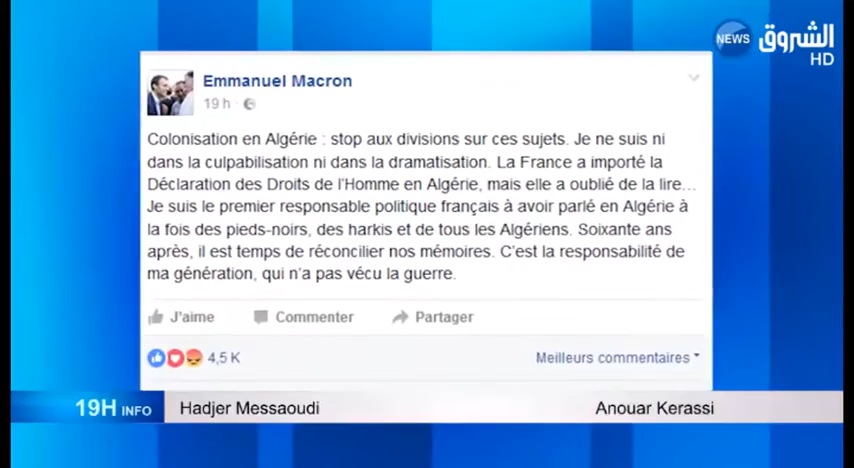 NEWS الشروق
HD
Emmanuel Macron
19 h ·
Colonisation en Algérie : stop aux divisions sur ces sujets. Je ne suis ni
dans la culpabilisation ni dans la dramatisation. La France a importé la
Déclaration des Droits de l'Homme en Algérie, mais elle a oublié de la lire...
Je suis le premier responsable politique français à avoir parlé en Algérie à
la fois des pieds-noirs, des harkis et de tous les Algériens. Soixante ans
après, il est temps de réconcilier nos mémoires. C'est la responsabilité de
ma génération, qui n'a pas vécu la guerre.
J'aime Commenter Partager
4,5 K Meilleurs commentaires
19H INFO Hadjer Messaoudi Anouar Kerassi